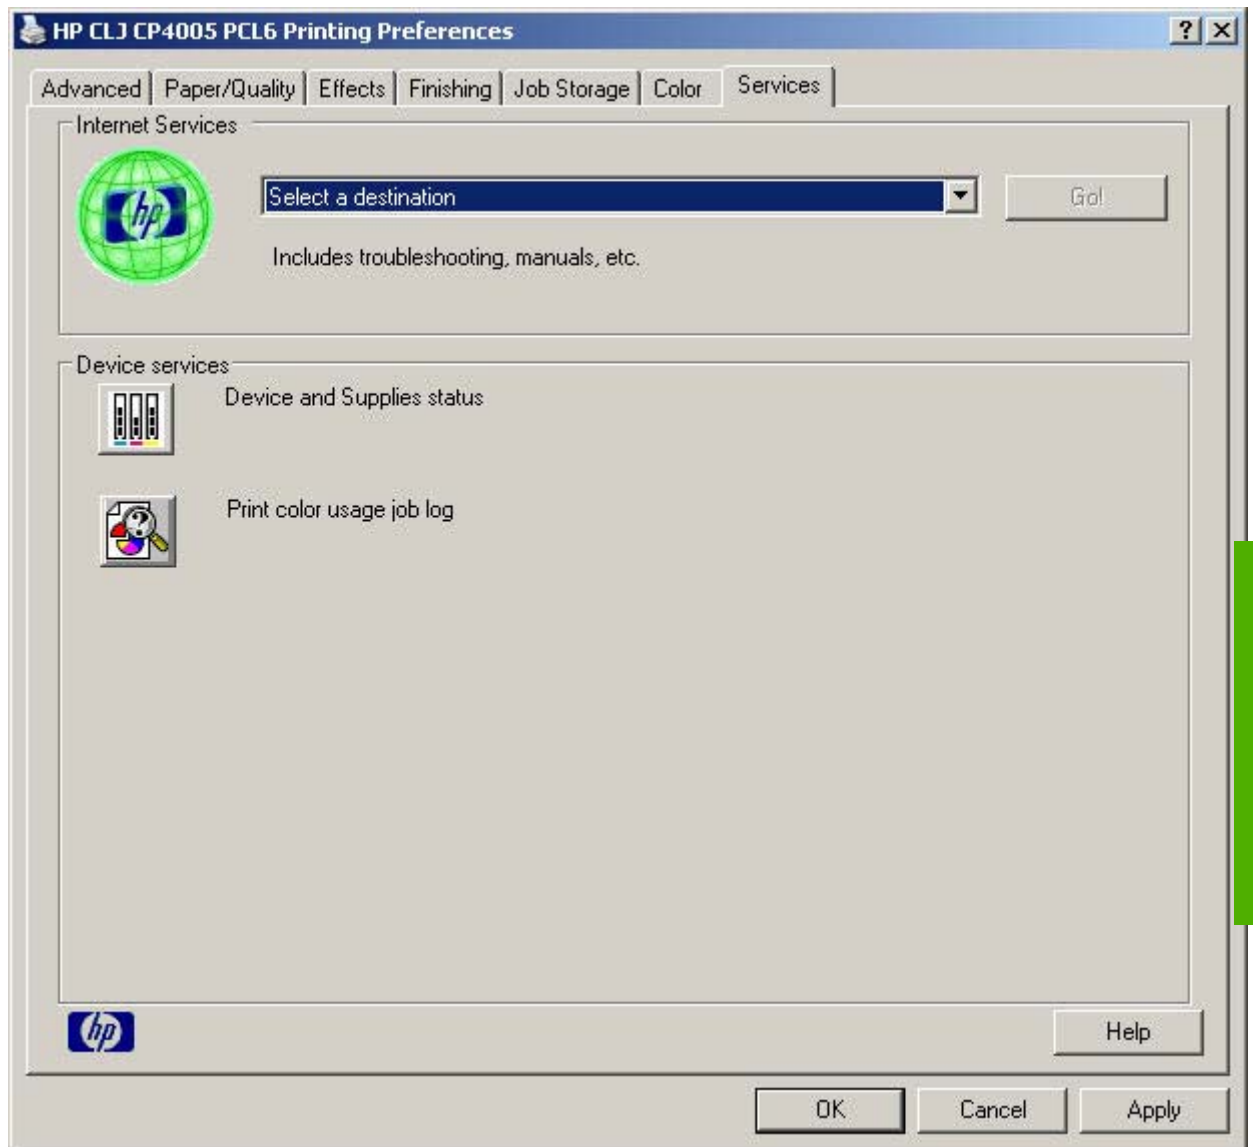 HP CLJ CP4005 PCL6 Printing Preferences
Advanced Paper/Quality Effects Finishing Job Storage Color Services
Internet Services
hp
Select a destination
Go!
Includes troubleshooting, manuals, etc.
Device services
Device and Supplies status
Print color usage job log
hp
Help
OK Cancel Apply